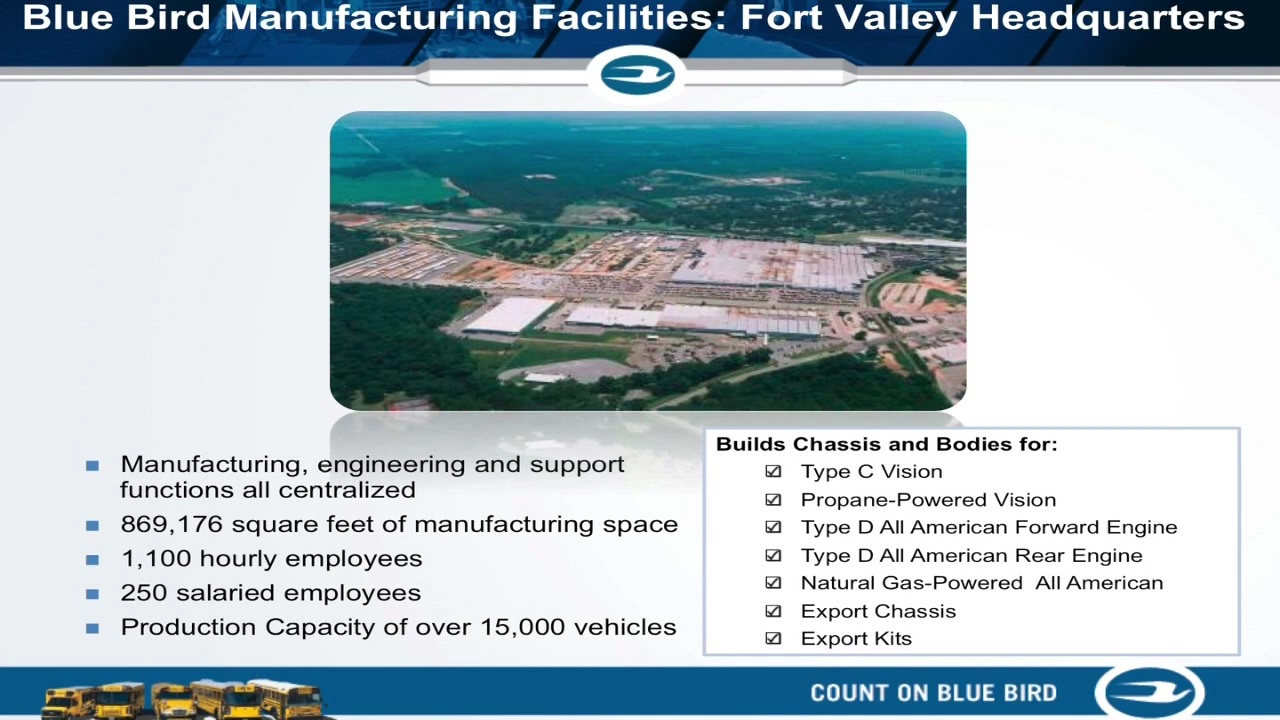 Blue Bird Manufacturing Facilities: Fort Valley Headquarters
Manufacturing, engineering and support
functions all centralized
869,176 square feet of manufacturing space
1,100 hourly employees
250 salaried employees
Production Capacity of over 15,000 vehicles
Builds Chassis and Bodies for:
Type C Vision
Propane-Powered Vision
Type D All American Forward Engine
Type D All American Rear Engine
Natural Gas-Powered All American
Export Chassis
Export Kits
COUNT ON BLUE BIRD